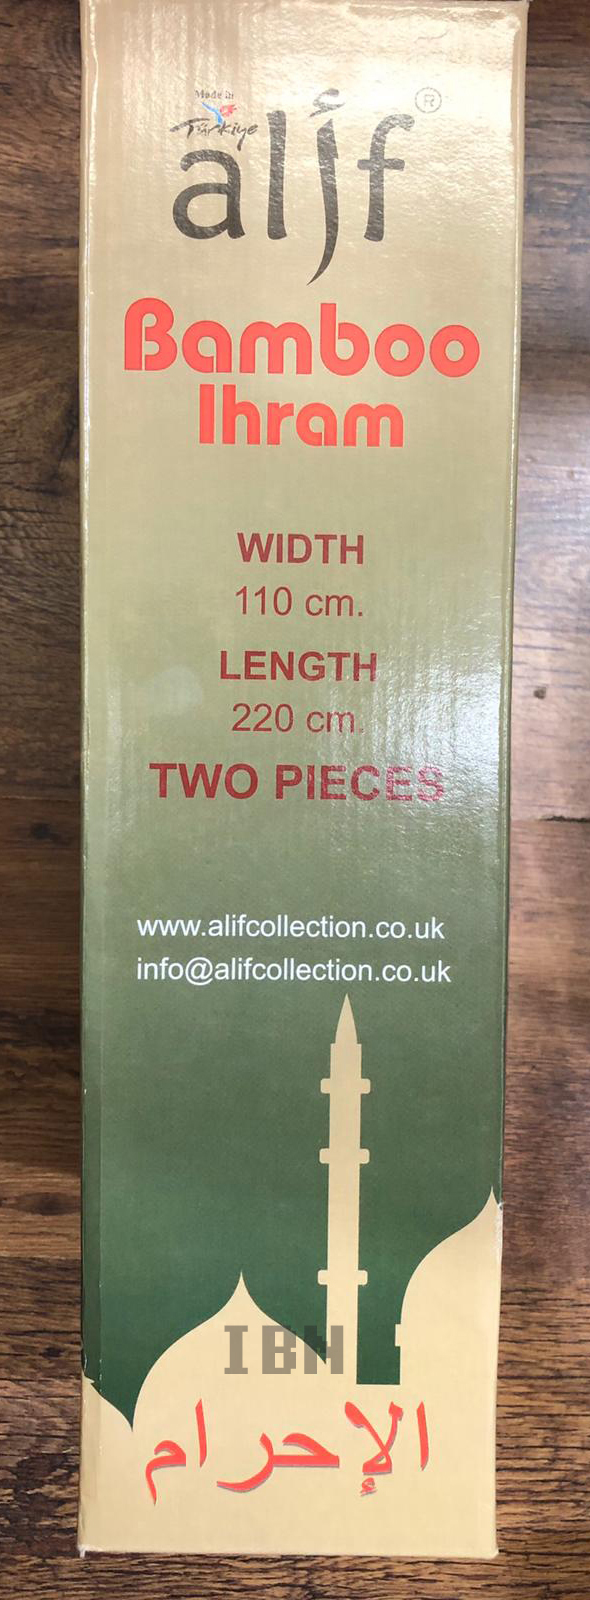 Made in
Türkiye
alif ®
Bamboo
Ihram
WIDTH
110 cm.
LENGTH
220 cm.
TWO PIECES
www.alifcollection.co.uk
info@alifcollection.co.uk
IBN
الإحرام